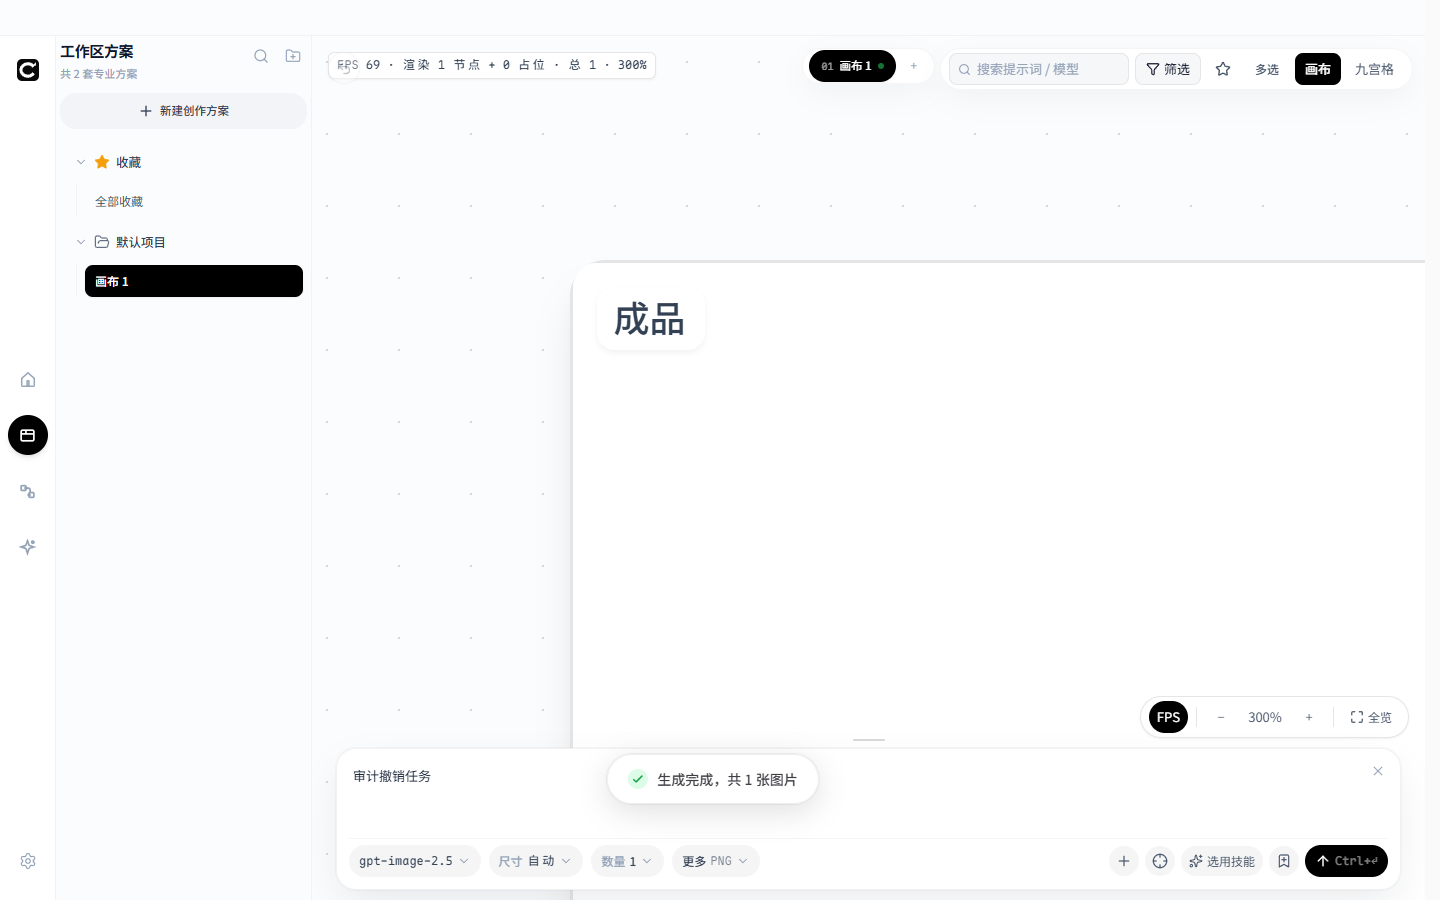 工作区方案
共 2 套专业方案
新建创作方案
收藏
全部收藏
默认项目
画布 1
FPS 69 · 渲染 1 节点 + 0 占位 · 总 1 · 300%
01 画布 1
+
搜索提示词 / 模型
筛选
多选
画布
九宫格
成品
FPS
− 300% +
全览
审计撤销任务
生成完成，共 1 张图片
gpt-image-2.5
尺寸 自动
数量 1
更多 PNG
选用技能
Ctrl+⏎